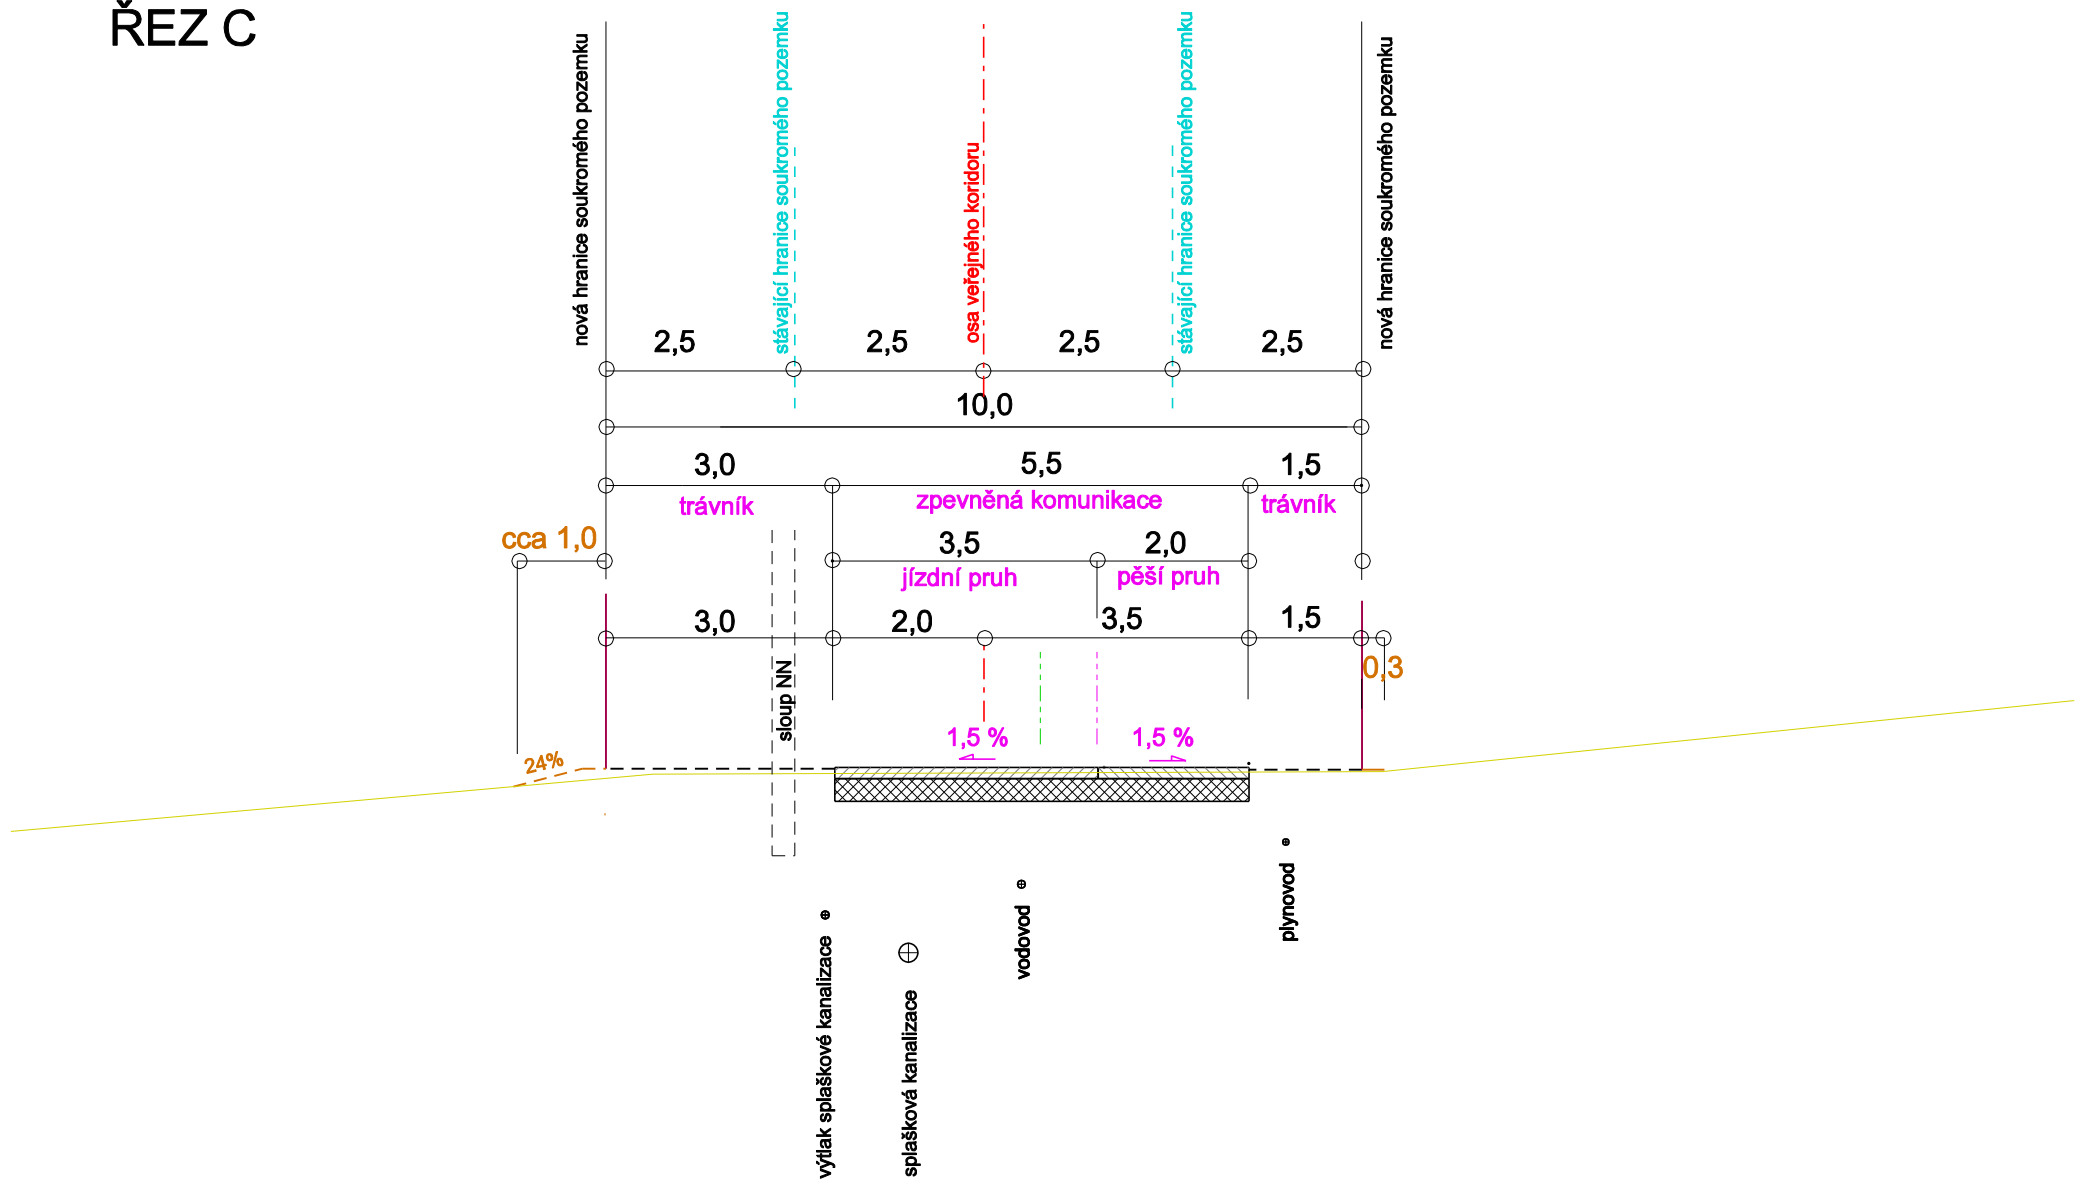 ŘEZ C
nová hranice soukromého pozemku
stávající hranice soukromého pozemku
osa veřejného koridoru
stávající hranice soukromého pozemku
nová hranice soukromého pozemku
2,5
2,5
2,5
2,5
10,0
3,0
5,5
1,5
trávník
zpevněná komunikace
trávník
cca 1,0
3,5
2,0
jízdní pruh
pěší pruh
3,0
2,0
3,5
1,5
0,3
sloup NN
1,5 %
1,5 %
24%
výtlak splaškové kanalizace
splašková kanalizace
vodovod
plynovod